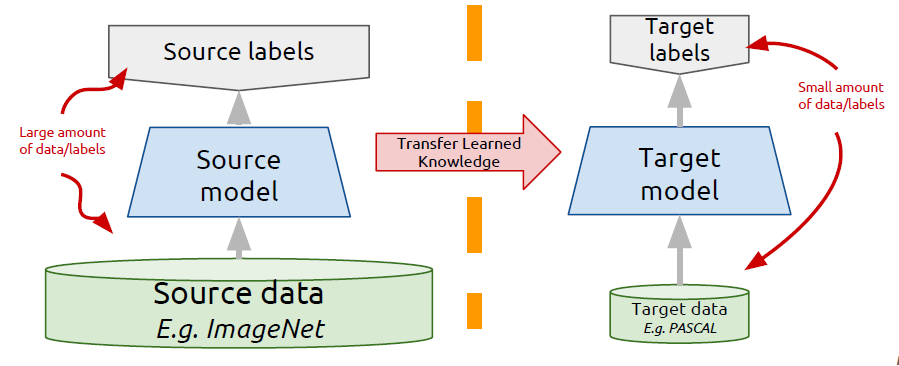 Source labels
Large amount
of data/labels
Source
model
Source data
E.g. ImageNet
Transfer Learned
Knowledge
Target
labels
Small amount
of data/labels
Target
model
Target data
E.g. PASCAL